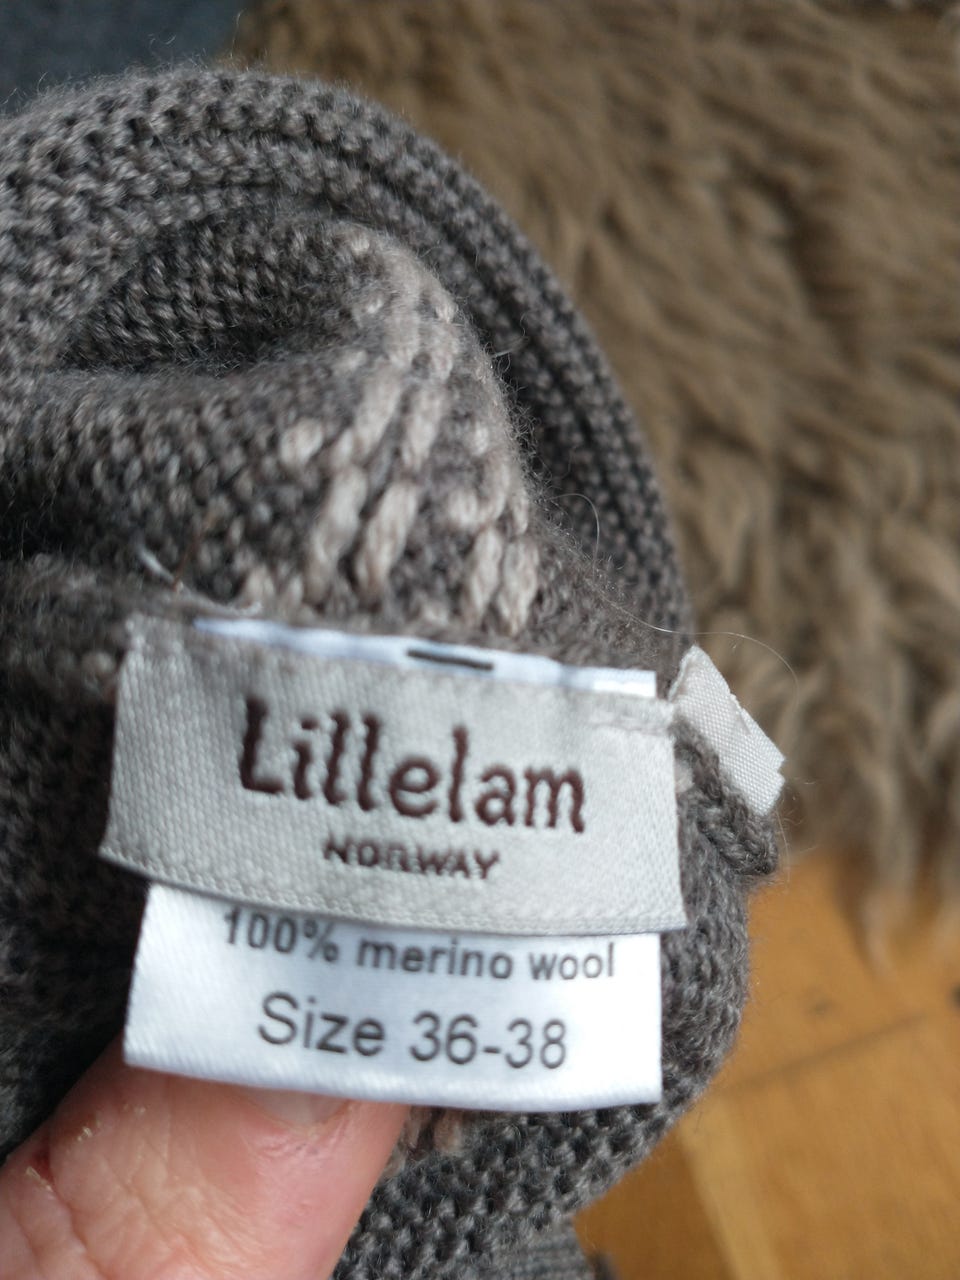 Lillelam
NORWAY
100% merino wool
Size 36-38